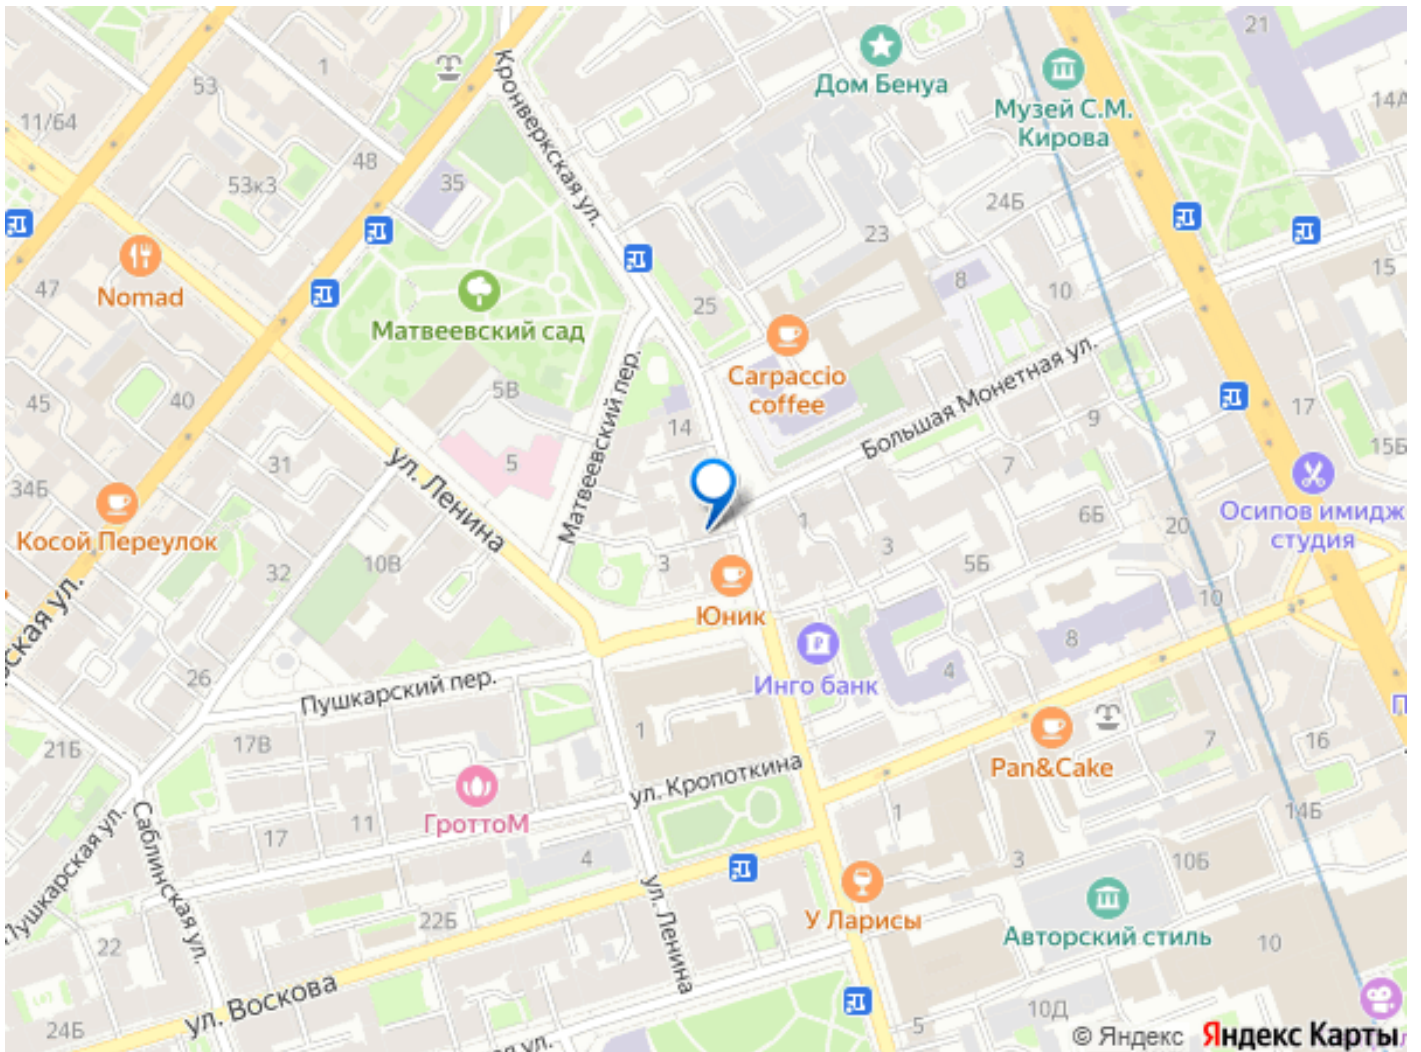 21
Дом Бенуа
1
53
Музей С.М.
Кирова
14А
11/64
Кронверкская ул.
48
35
53к3
24Б
23
8
10
15
47
Nomad
25
Матвеевский сад
Carpaccio
coffee
Матвеевский пер.
Большая Монетная ул.
5В
45
40
14
9
17
15Б
31
5
7
ул. Ленина
34Б
Косой Переулок
Осипов имидж
студия
1
6Б
20
3
3
5Б
10В
32
ская ул.
Юник
10
8
26
Инго банк
4
Пушкарский пер.
21Б
17В
1
П
16
7
Pan&Cake
ул. Кропоткина
ГроттоМ
Саблинская ул.
Пушкарская ул.
17
11
4
1
14Б
3
10Б
У Ларисы
Авторский стиль
ул. Ленина
22Б
22
10
ул. Воскова
24Б
ул.
5
10Д
© Яндекс Яндекс Карты